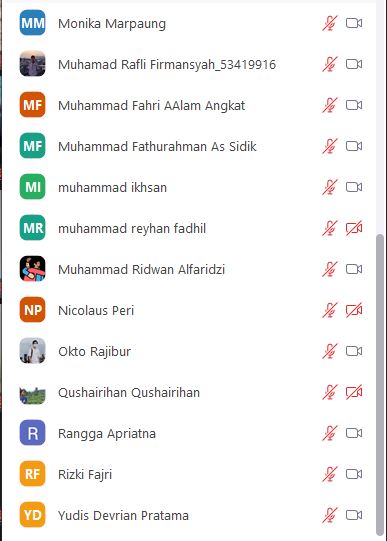 MM Monika Marpaung
Muhamad Rafli Firmansyah_53419916
MF Muhammad Fahri AAlam Angkat
MF Muhammad Fathurahman As Sidik
MI muhammad ikhsan
MR muhammad reyhan fadhil
Muhammad Ridwan Alfaridzi
NP Nicolaus Peri
Okto Rajibur
Qushairihan Qushairihan
R Rangga Apriatna
RF Rizki Fajri
YD Yudis Devrian Pratama